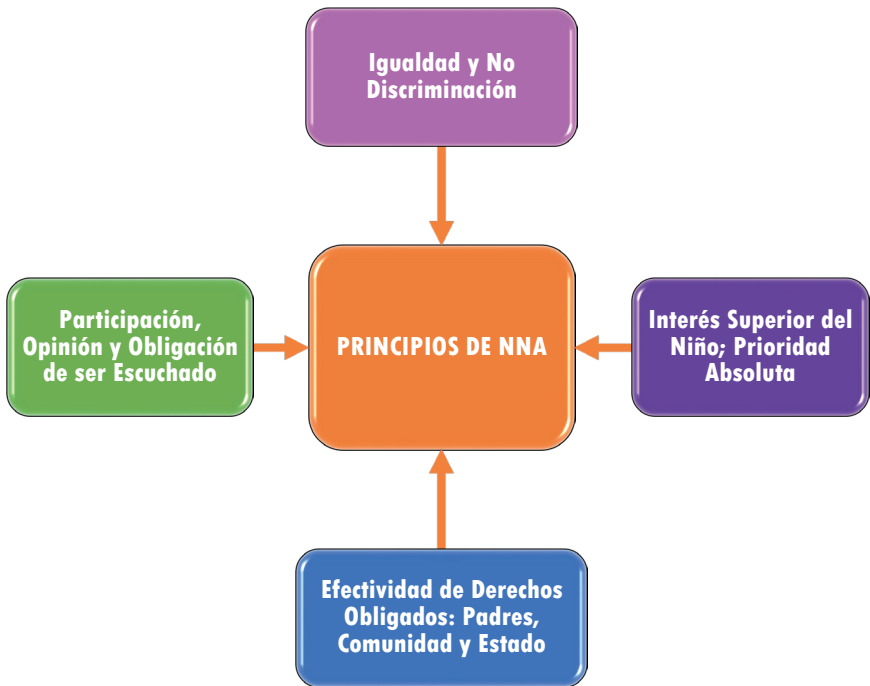 Igualdad y No
Discriminación
Participación,
Opinión y Obligación
de ser Escuchado
PRINCIPIOS DE NNA
Interés Superior del
Niño; Prioridad
Absoluta
Efectividad de Derechos
Obligados: Padres,
Comunidad y Estado